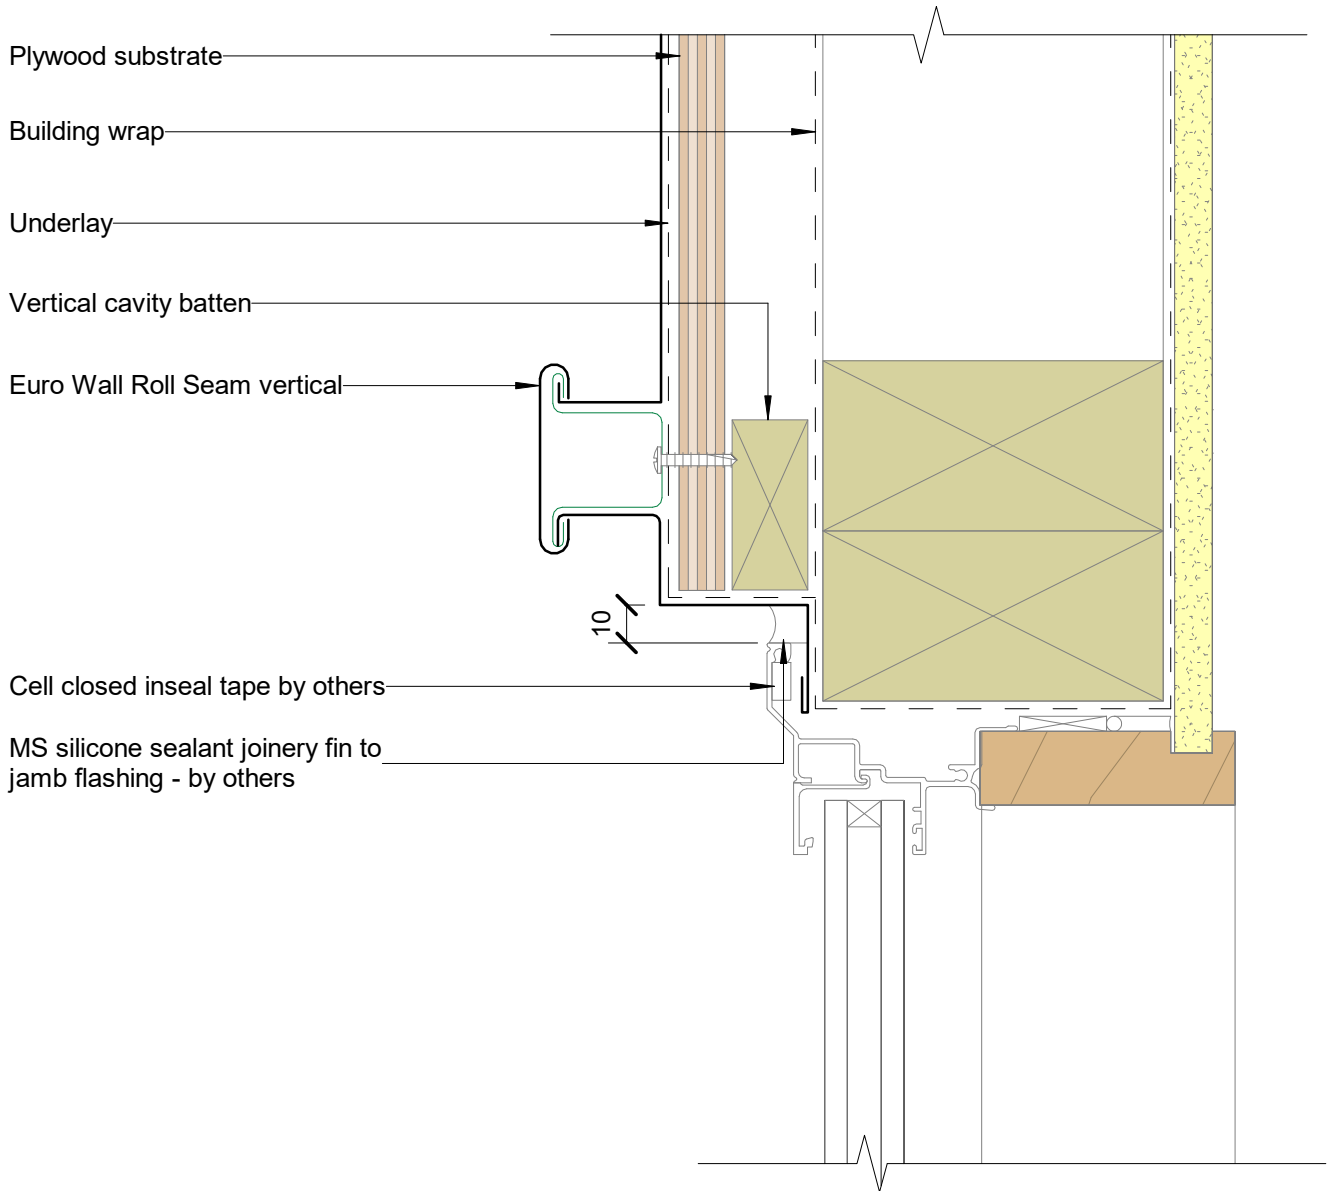 Plywood substrate
Building wrap
Underlay
Vertical cavity batten
Euro Wall Roll Seam vertical
10
Cell closed inseal tape by others
MS silicone sealant joinery fin to
jamb flashing - by others